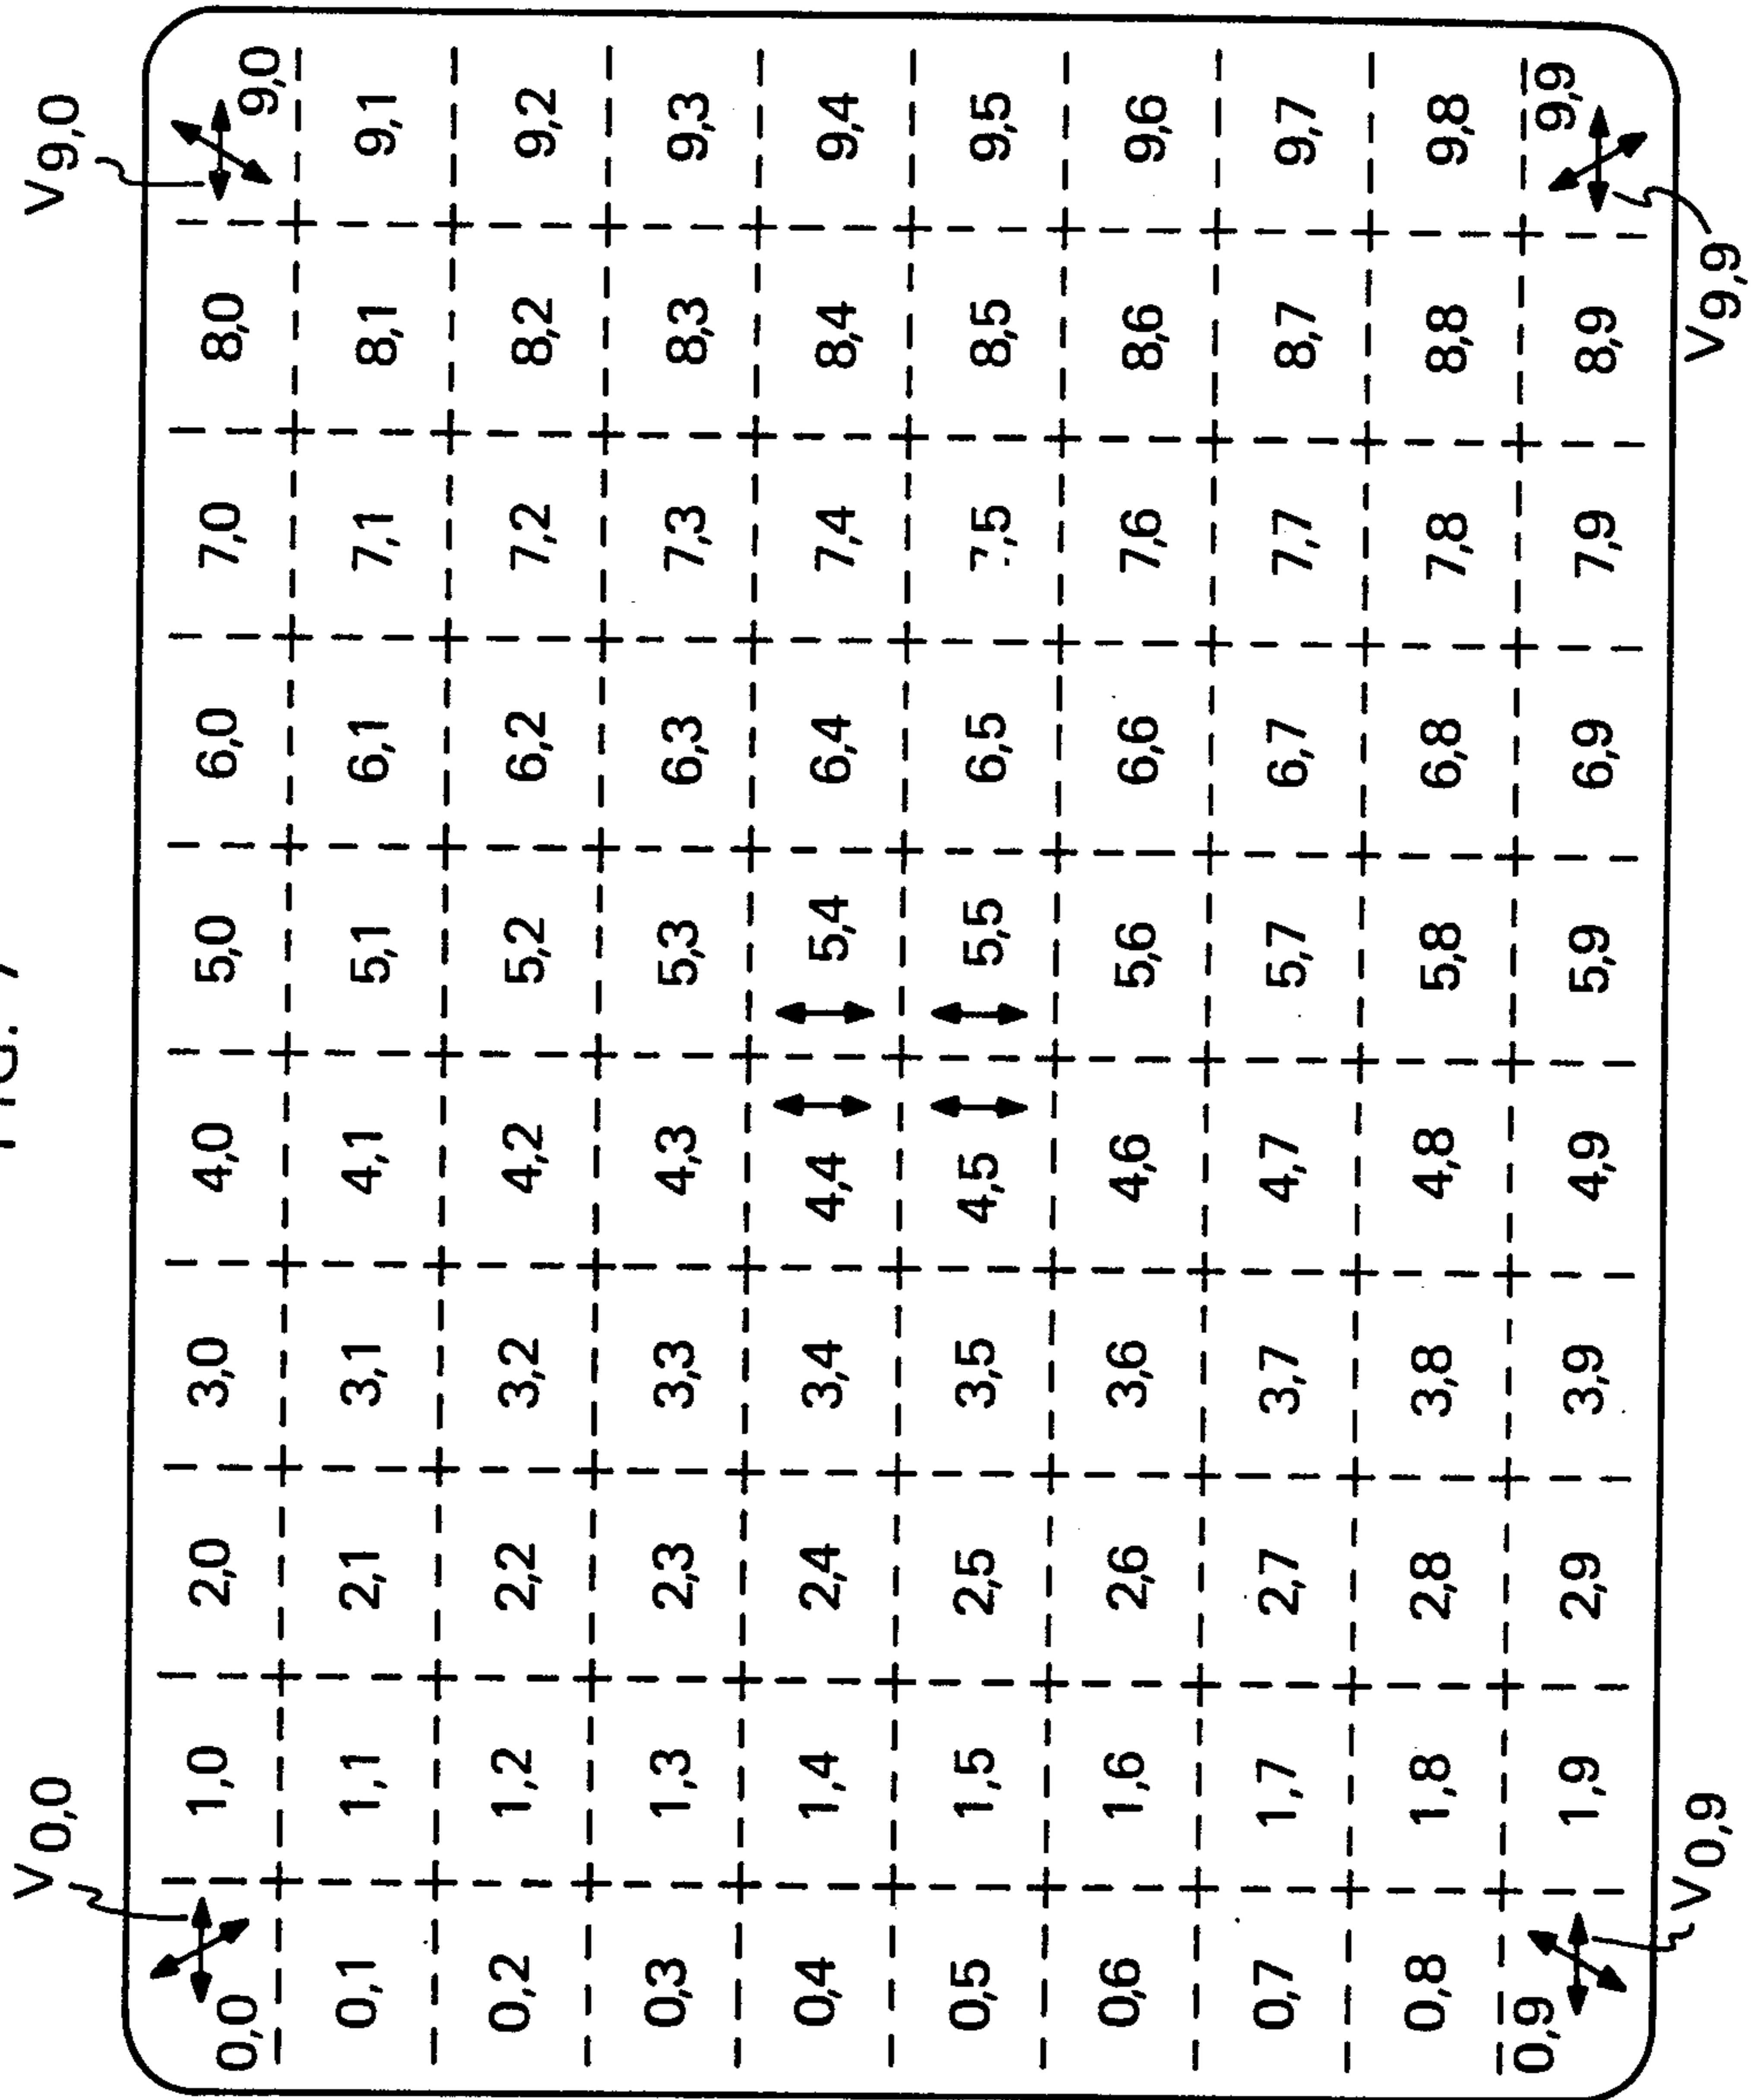 FIG. 7
V0,0 V9,0
0,0 1,0 2,0 3,0 4,0 5,0 6,0 7,0 8,0 9,0
0,1 1,1 2,1 3,1 4,1 5,1 6,1 7,1 8,1 9,1
0,2 1,2 2,2 3,2 4,2 5,2 6,2 7,2 8,2 9,2
0,3 1,3 2,3 3,3 4,3 5,3 6,3 7,3 8,3 9,3
0,4 1,4 2,4 3,4 4,4 5,4 6,4 7,4 8,4 9,4
0,5 1,5 2,5 3,5 4,5 5,5 6,5 7,5 8,5 9,5
0,6 1,6 2,6 3,6 4,6 5,6 6,6 7,6 8,6 9,6
0,7 1,7 2,7 3,7 4,7 5,7 6,7 7,7 8,7 9,7
0,8 1,8 2,8 3,8 4,8 5,8 6,8 7,8 8,8 9,8
0,9 1,9 2,9 3,9 4,9 5,9 6,9 7,9 8,9 9,9
V0,9 V9,9